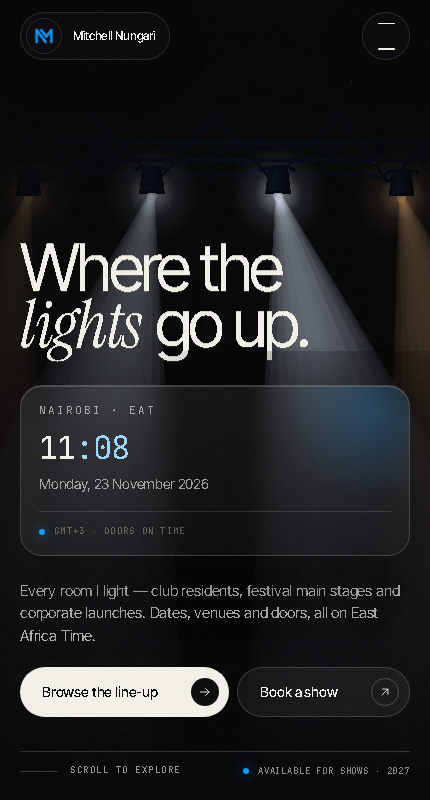 Mitchell Nungari
Where the
lights go up.
NAIROBI · EAT
11:08
Monday, 23 November 2026
GMT+3 · DOORS ON TIME
Every room I light — club residents, festival main stages and
corporate launches. Dates, venues and doors, all on East
Africa Time.
Browse the line-up
Book a show
SCROLL TO EXPLORE
AVAILABLE FOR SHOWS · 2027